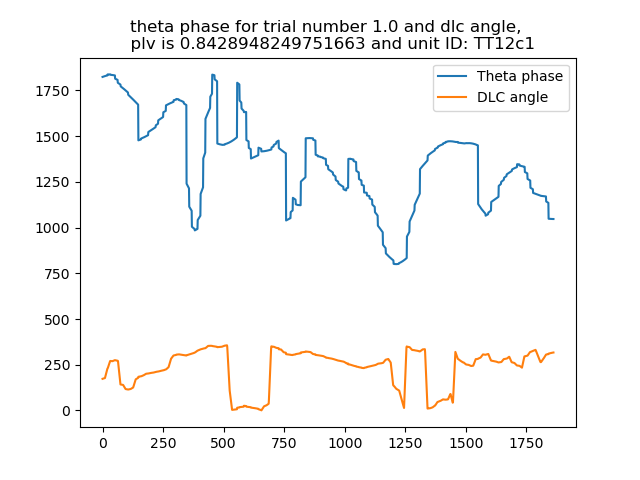 theta phase for trial number 1.0 and dlc angle,
plv is 0.8428948249751663 and unit ID: TT12c1
Theta phase
DLC angle
1750
1500
1250
1000
750
500
250
0
0 250 500 750 1000 1250 1500 1750